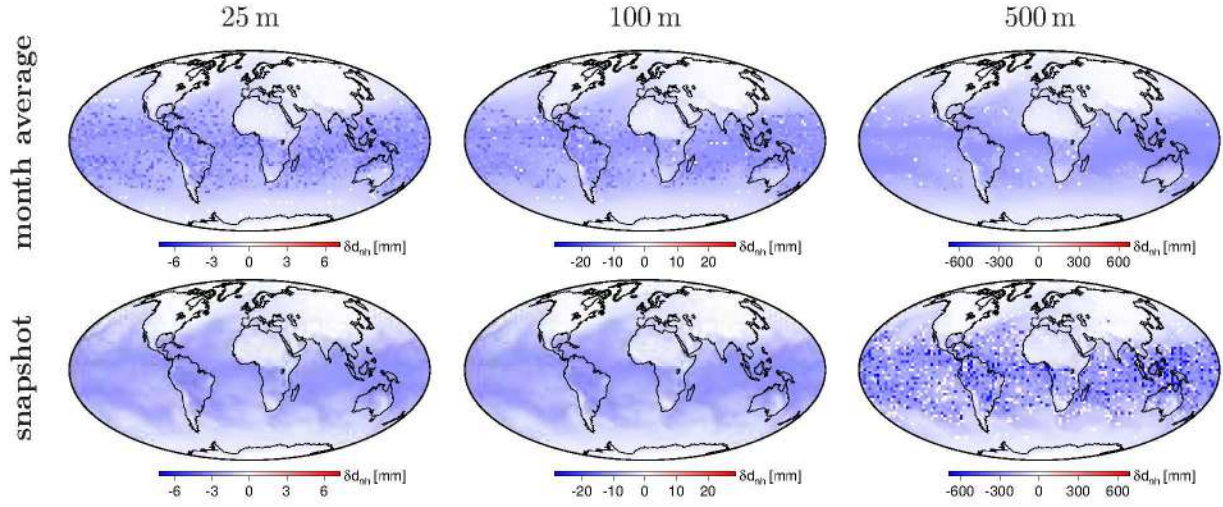 25 m 100 m 500 m
month average
-6 -3 0 3 6 δd_nh [mm] -20 -10 0 10 20 δd_nh [mm] -600 -300 0 300 600 δd_nh [mm]
snapshot
-6 -3 0 3 6 δd_nh [mm] -20 -10 0 10 20 δd_nh [mm] -600 -300 0 300 600 δd_nh [mm]